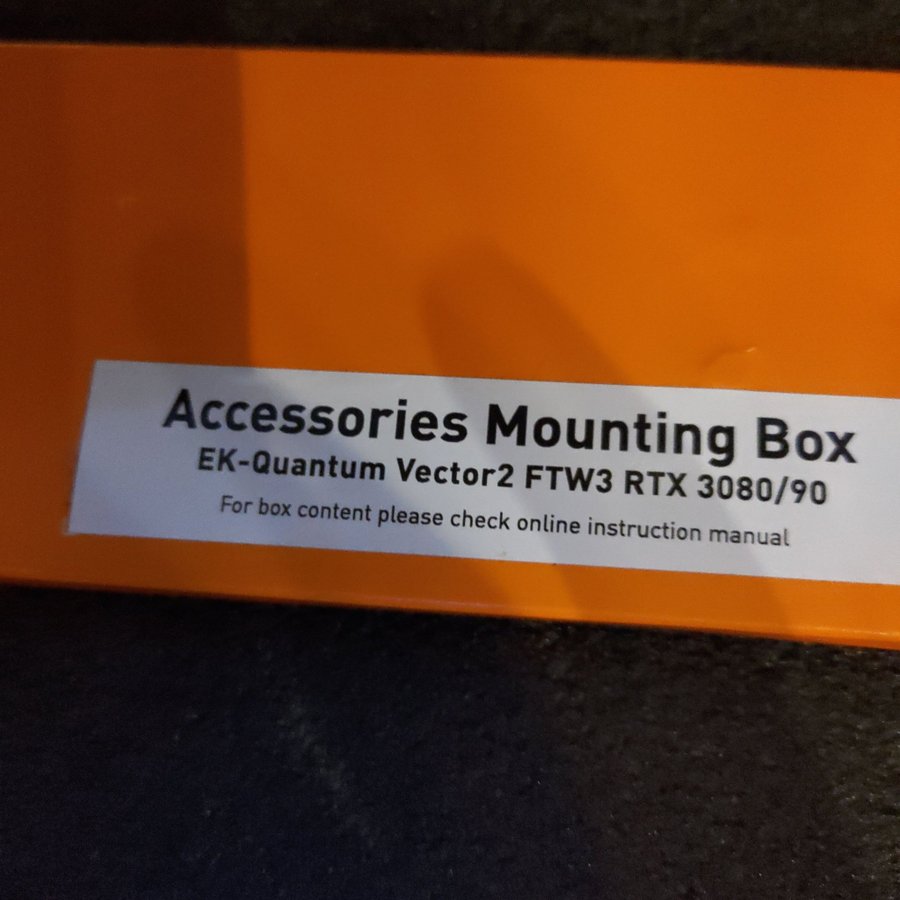 Accessories Mounting Box
EK-Quantum Vector2 FTW3 RTX 3080/90
For box content please check online instruction manual